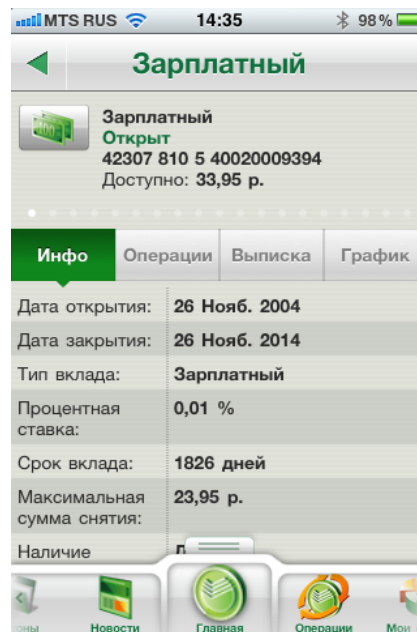 MTS RUS 14:35 98%
Зарплатный
Зарплатный
Открыт
42307 810 5 40020009394
Доступно: 33,95 р.
Инфо Операции Выписка График
Дата открытия: 26 Нояб. 2004
Дата закрытия: 26 Нояб. 2014
Тип вклада: Зарплатный
Процентная 0,01 %
ставка:
Срок вклада: 1826 дней
Максимальная 23,95 р.
сумма снятия:
Наличие
Новости Главная Операции Мои